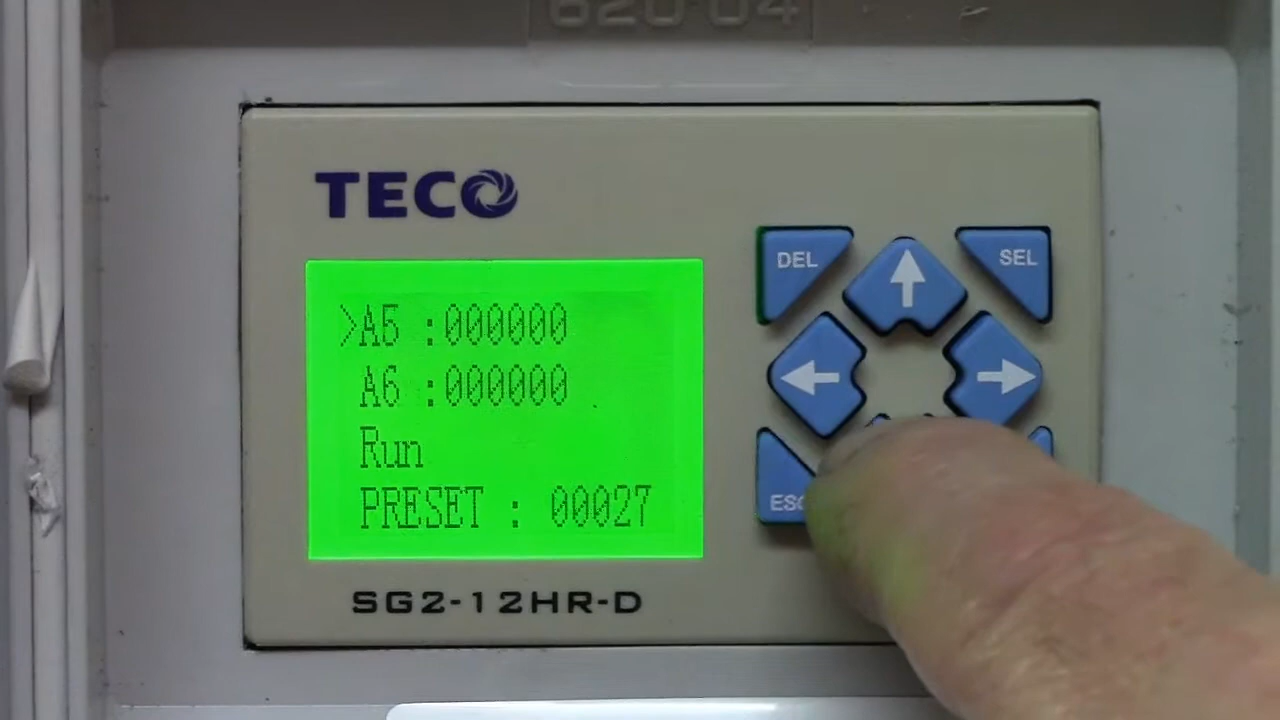 620-04
TECO
>A5 :000000
A6 :000000
Run
PRESET : 00027
SG2-12HR-D
DEL
SEL
ESC